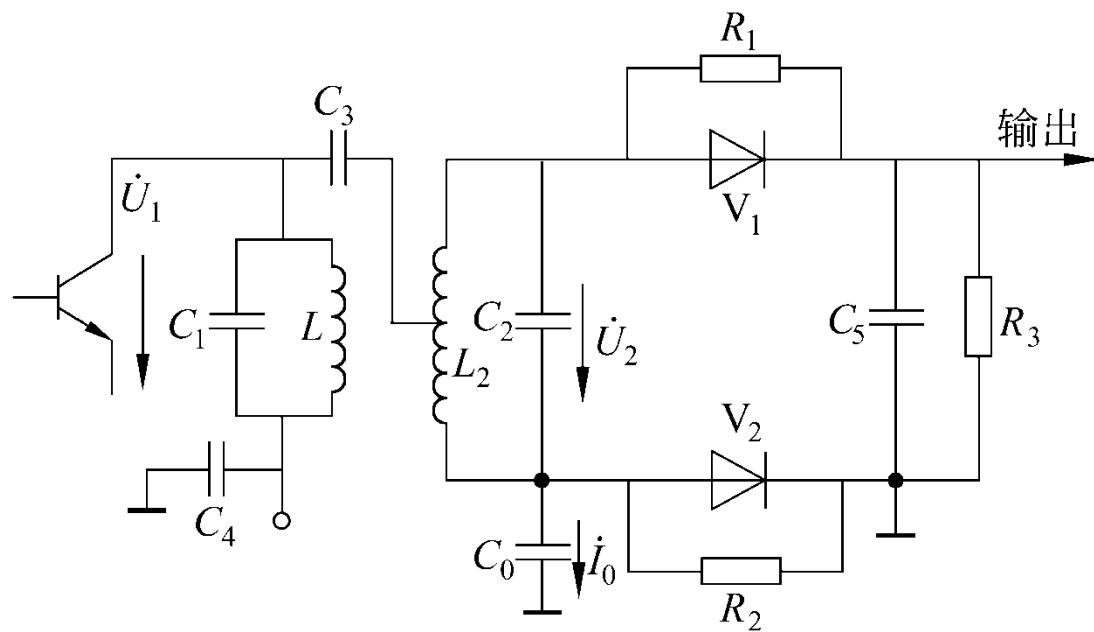 R₁
C₃
输出
U̇₁
V₁
C₁
L
L₂
C₂
U̇₂
C₅
R₃
V₂
C₄
C₀
İ₀
R₂